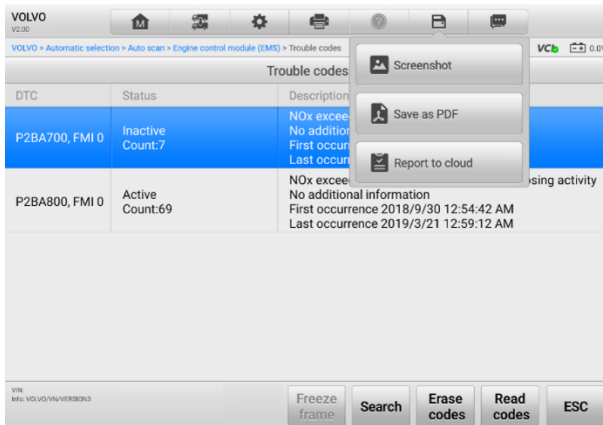 VOLVO
V2.00
VOLVO > Automatic selection > Auto scan > Engine control module (EMS) > Trouble codes
VCb 0.0V
Trouble codes
Screenshot
Save as PDF
Report to cloud
DTC Status Description
P2BA700, FMI 0
Inactive
Count:7
NOx excee
No addition
First occurr
Last occurr
P2BA800, FMI 0
Active
Count:69
NOx excee sing activity
No additional information
First occurrence 2018/9/30 12:54:42 AM
Last occurrence 2019/3/21 12:59:12 AM
VIN:
Info: VOLVO/VN/VERSION3
Freeze frame
Search
Erase codes
Read codes
ESC